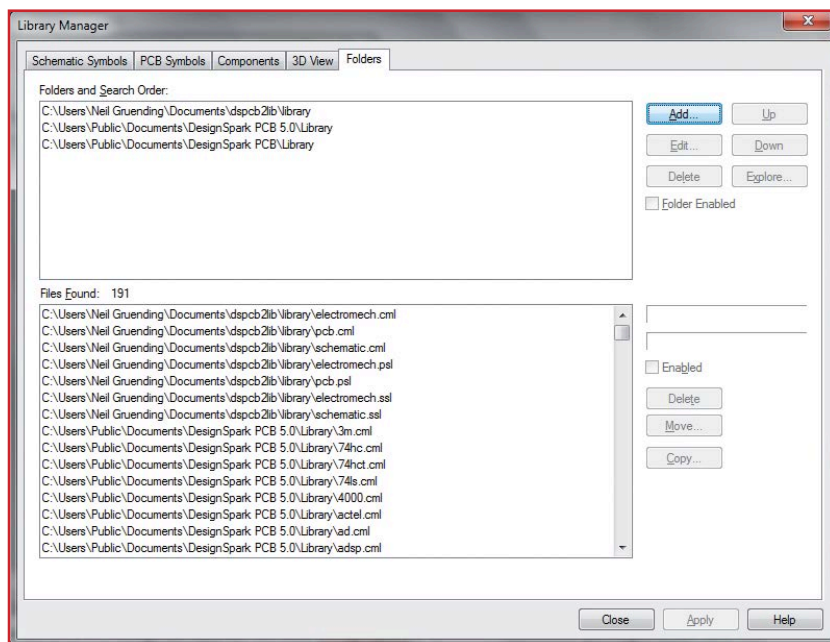 Library Manager
Schematic Symbols PCB Symbols Components 3D View Folders
Folders and Search Order:
C:\Users\Neil Gruending\Documents\dspcb2lib\library
C:\Users\Public\Documents\DesignSpark PCB 5.0\Library
C:\Users\Public\Documents\DesignSpark PCB\Library
Add... Up
Edit... Down
Delete Explore...
Folder Enabled
Files Found: 191
C:\Users\Neil Gruending\Documents\dspcb2lib\library\electromech.cml
C:\Users\Neil Gruending\Documents\dspcb2lib\library\pcb.cml
C:\Users\Neil Gruending\Documents\dspcb2lib\library\schematic.cml
C:\Users\Neil Gruending\Documents\dspcb2lib\library\electromech.psl
C:\Users\Neil Gruending\Documents\dspcb2lib\library\pcb.psl
C:\Users\Neil Gruending\Documents\dspcb2lib\library\electromech.ssl
C:\Users\Neil Gruending\Documents\dspcb2lib\library\schematic.ssl
C:\Users\Public\Documents\DesignSpark PCB 5.0\Library\3m.cml
C:\Users\Public\Documents\DesignSpark PCB 5.0\Library\74hc.cml
C:\Users\Public\Documents\DesignSpark PCB 5.0\Library\74hct.cml
C:\Users\Public\Documents\DesignSpark PCB 5.0\Library\74ls.cml
C:\Users\Public\Documents\DesignSpark PCB 5.0\Library\4000.cml
C:\Users\Public\Documents\DesignSpark PCB 5.0\Library\actel.cml
C:\Users\Public\Documents\DesignSpark PCB 5.0\Library\ad.cml
C:\Users\Public\Documents\DesignSpark PCB 5.0\Library\adsp.cml
Enabled
Delete
Move...
Copy...
Close Apply Help